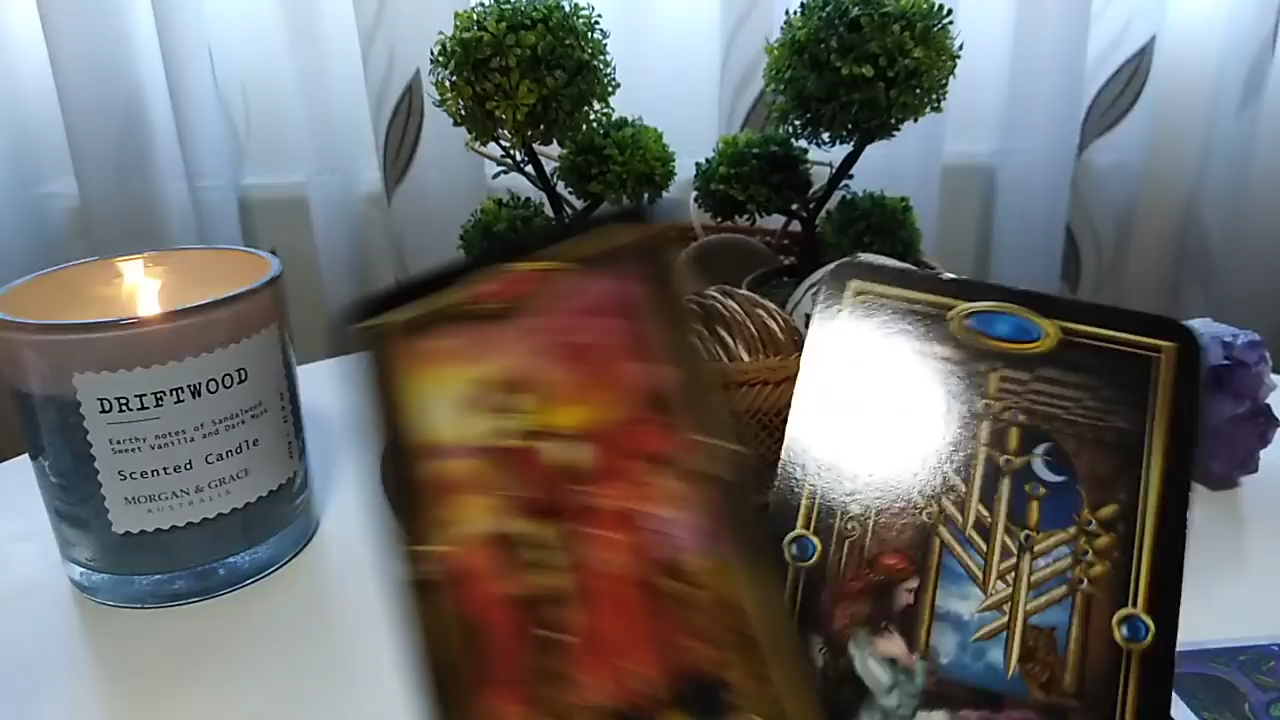 DRIFTWOOD
Earthy notes of Sandalwood
Sweet Vanilla and Dark Musk
Scented Candle
MORGAN & GRACE
AUSTRALIA